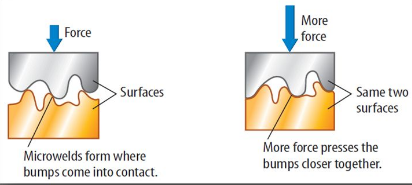 Force
Surfaces
Microwelds form where
bumps come into contact.
More
force
Same two
surfaces
More force presses the
bumps closer together.